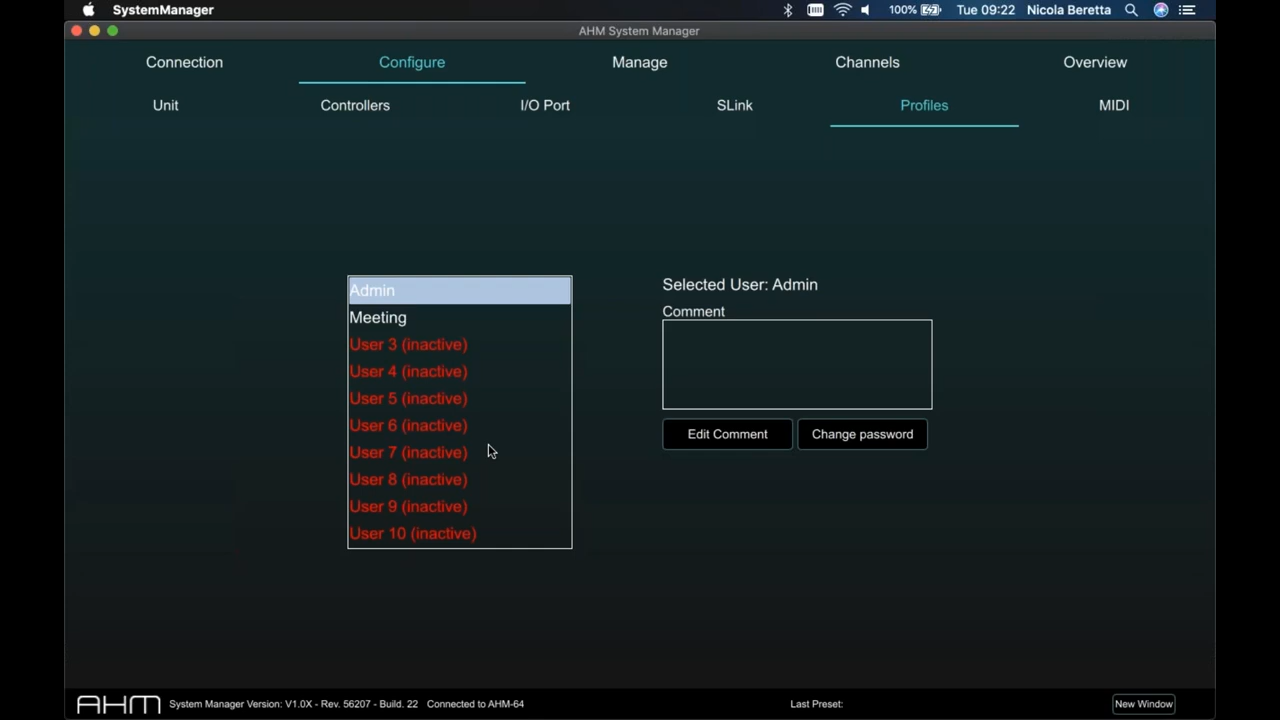 SystemManager
100%
Tue 09:22
Nicola Beretta
AHM System Manager
Connection
Configure
Manage
Channels
Overview
Unit
Controllers
I/O Port
SLink
Profiles
MIDI
Admin
Meeting
User 3 (inactive)
User 4 (inactive)
User 5 (inactive)
User 6 (inactive)
User 7 (inactive)
User 8 (inactive)
User 9 (inactive)
User 10 (inactive)
Selected User: Admin
Comment
Edit Comment
Change password
AHM
System Manager Version: V1.0X - Rev. 56207 - Build. 22
Connected to AHM-64
Last Preset:
New Window